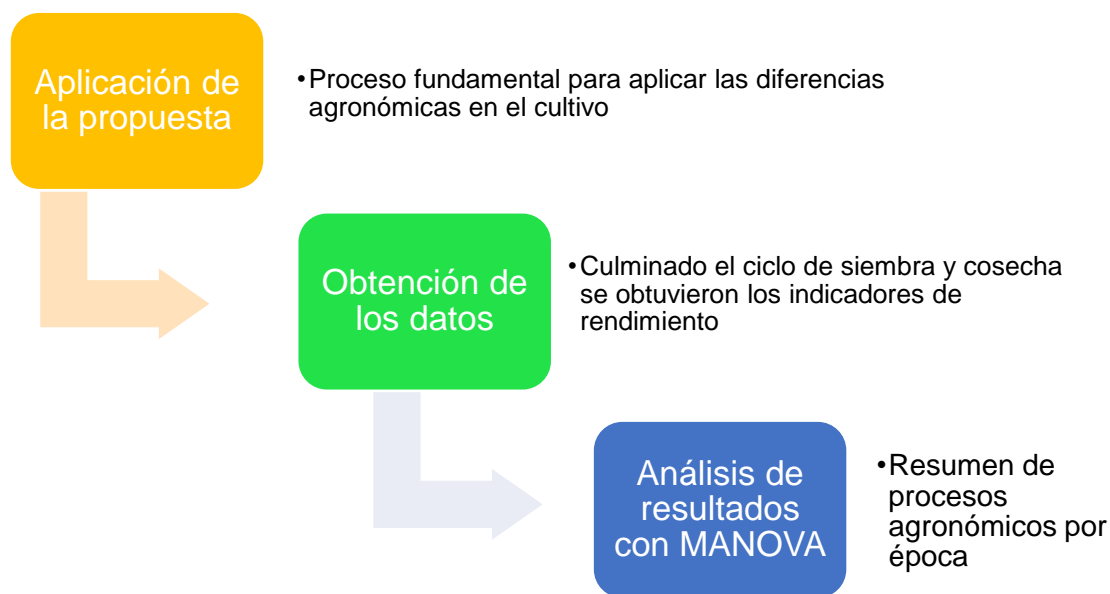 Aplicación de
la propuesta
•Proceso fundamental para aplicar las diferencias
agronómicas en el cultivo
Obtención de
los datos
•Culminado el ciclo de siembra y cosecha
se obtuvieron los indicadores de
rendimiento
Análisis de
resultados
con MANOVA
•Resumen de
procesos
agronómicos por
época